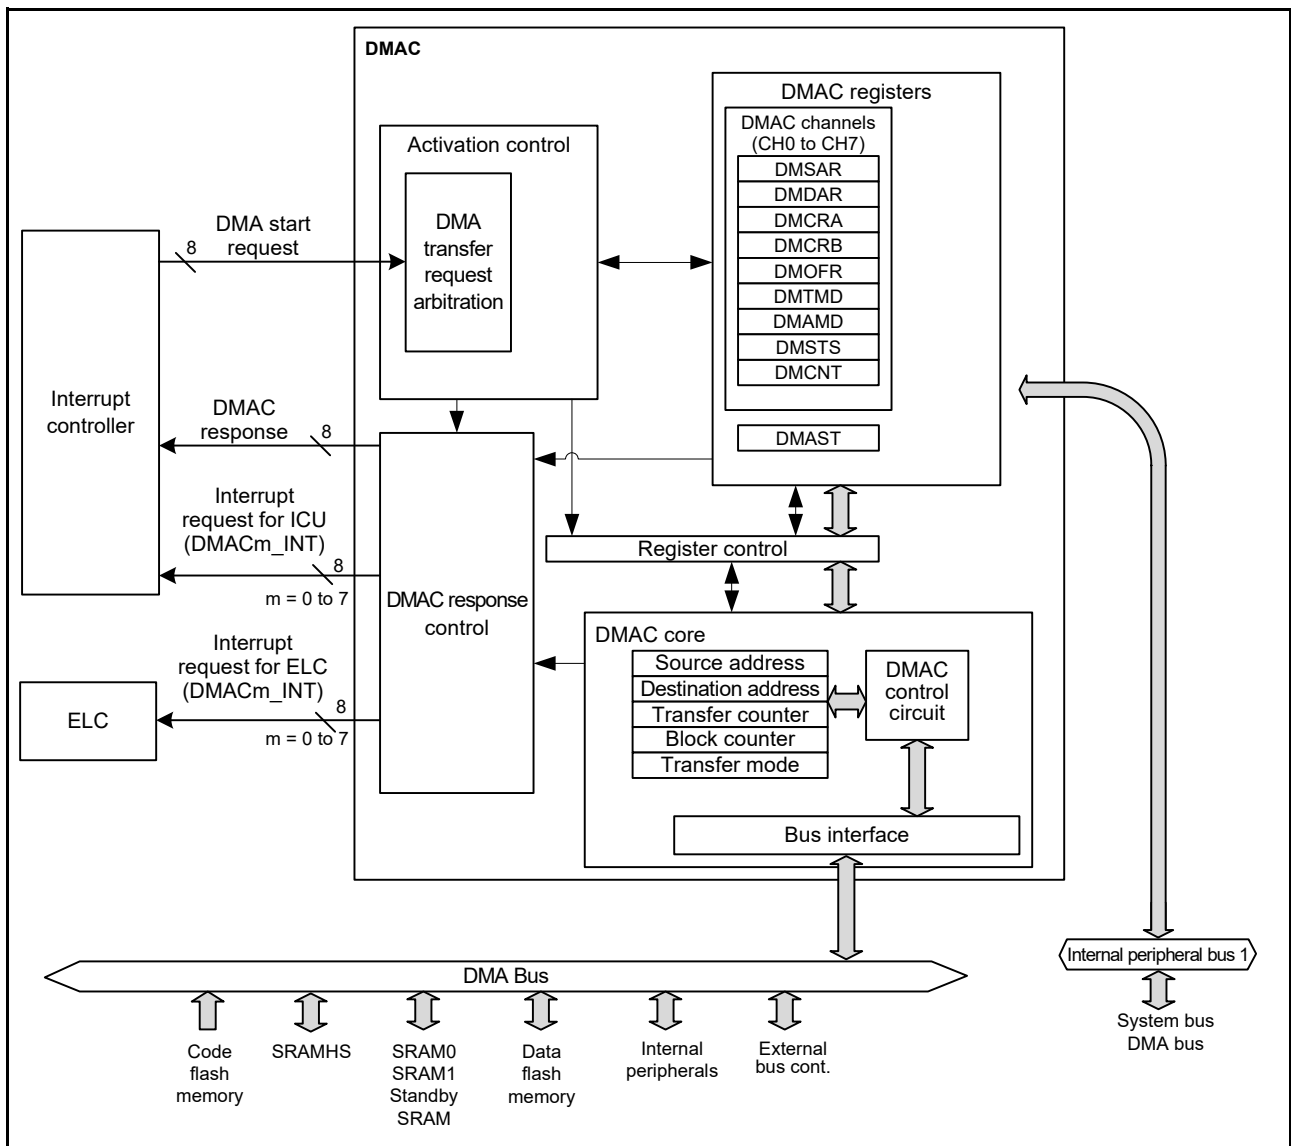 DMAC
DMAC registers
DMAC channels
(CH0 to CH7)
DMSAR
DMDAR
DMCRA
DMCRB
DMOFR
DMTMD
DMAMD
DMSTS
DMCNT
DMAST
Activation control
DMA
transfer
request
arbitration
DMA start
request
8
Interrupt
controller
DMAC
response
8
Interrupt
request for ICU
(DMACm_INT)
8
m = 0 to 7
DMAC response
control
Interrupt
request for ELC
(DMACm_INT)
8
m = 0 to 7
ELC
Register control
DMAC core
Source address
Destination address
Transfer counter
Block counter
Transfer mode
DMAC
control
circuit
Bus interface
Internal peripheral bus 1
System bus
DMA bus
DMA Bus
Code
flash
memory
SRAMHS
SRAM0
SRAM1
Standby
SRAM
Data
flash
memory
Internal
peripherals
External
bus cont.